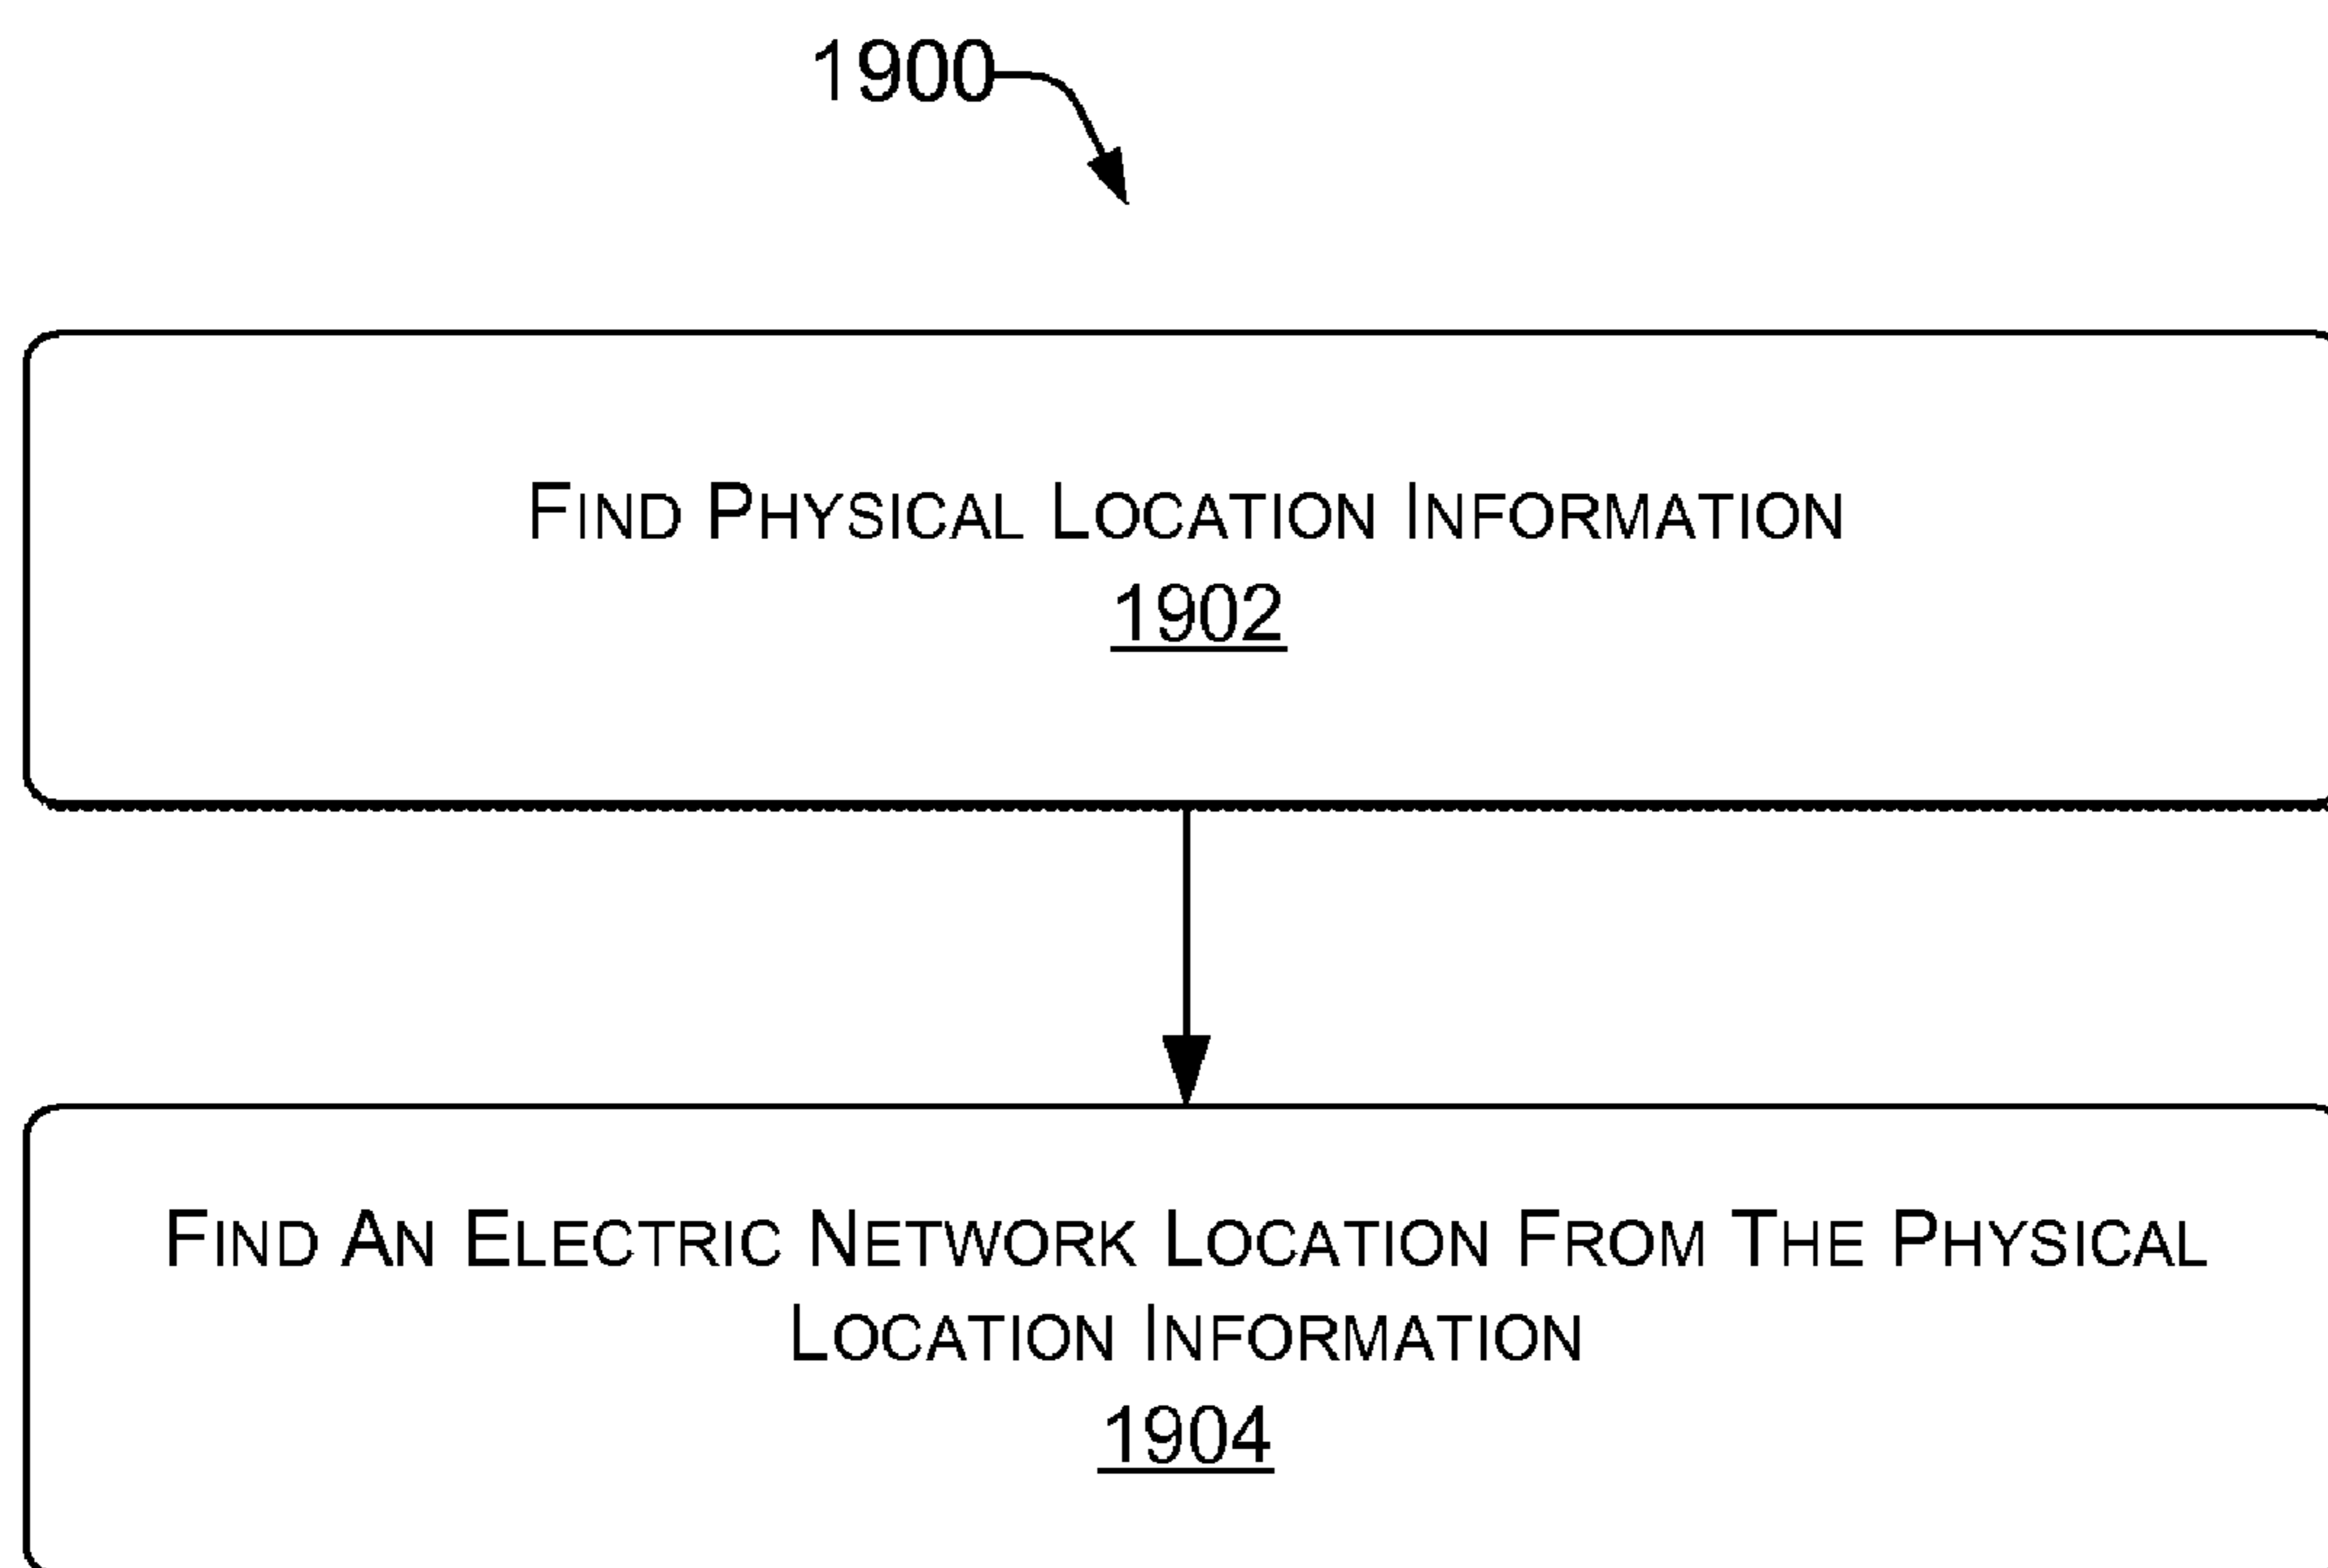 1900
FIND PHYSICAL LOCATION INFORMATION
1902
FIND AN ELECTRIC NETWORK LOCATION FROM THE PHYSICAL
LOCATION INFORMATION
1904